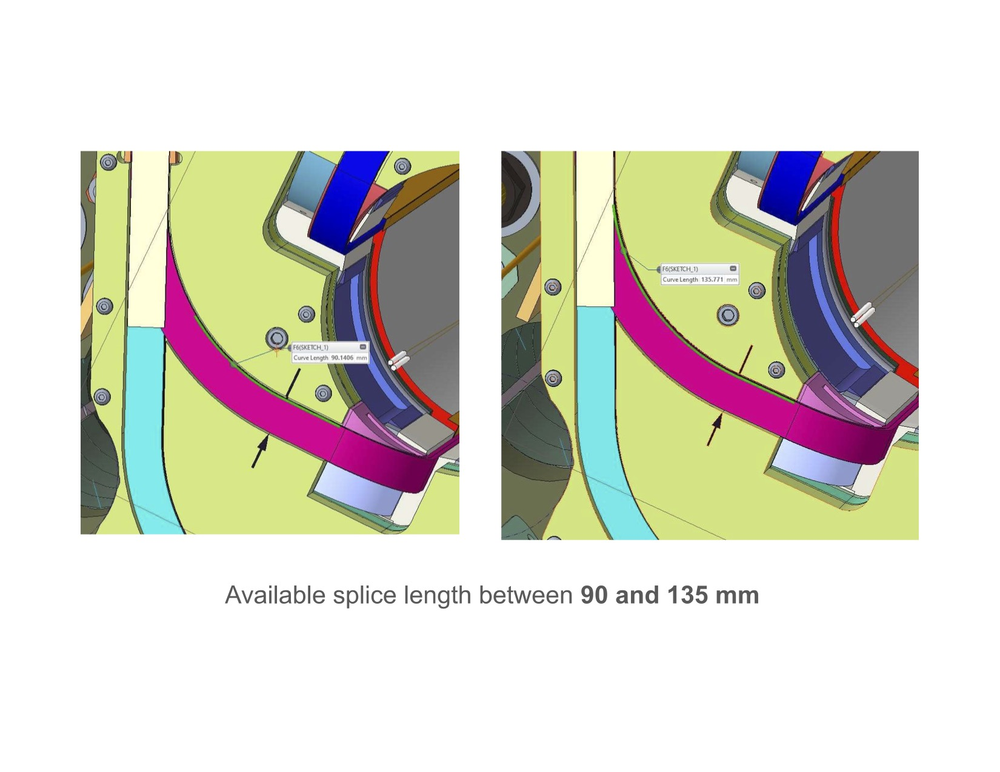 F6(SKETCH_1)
Curve Length 90.1406 mm
F6(SKETCH_1)
Curve Length 135.771 mm
Available splice length between 90 and 135 mm